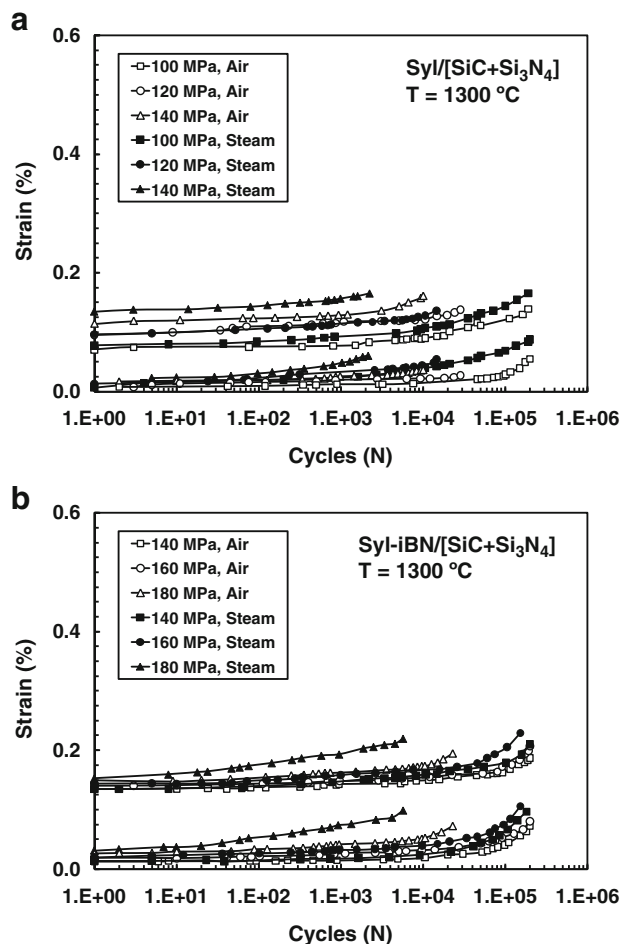 a
0.6
0.4
0.2
0.0
Strain (%)
100 MPa, Air
120 MPa, Air
140 MPa, Air
100 MPa, Steam
120 MPa, Steam
140 MPa, Steam
Syl/[SiC+Si₃N₄]
T = 1300 ºC
1.E+00 1.E+01 1.E+02 1.E+03 1.E+04 1.E+05 1.E+06
Cycles (N)
b
0.6
0.4
0.2
0.0
Strain (%)
140 MPa, Air
160 MPa, Air
180 MPa, Air
140 MPa, Steam
160 MPa, Steam
180 MPa, Steam
Syl-iBN/[SiC+Si₃N₄]
T = 1300 ºC
1.E+00 1.E+01 1.E+02 1.E+03 1.E+04 1.E+05 1.E+06
Cycles (N)